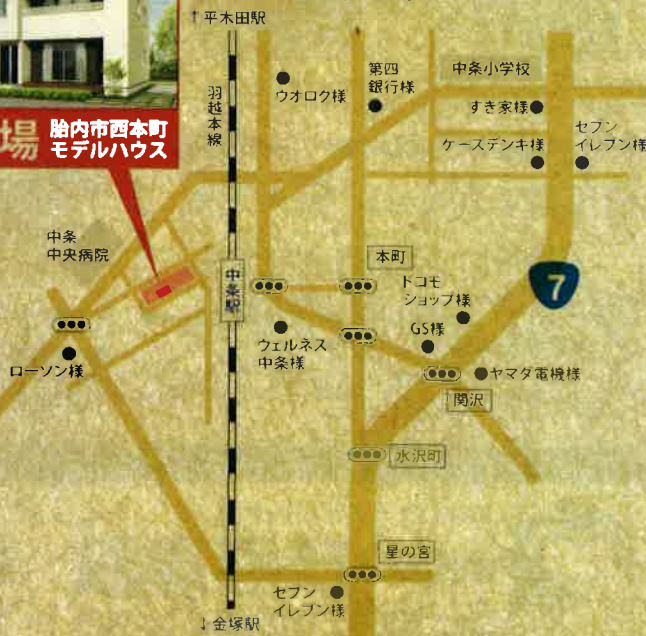 ↑平木田駅
羽越本線
ウオロク様
第四
銀行様
中条小学校
すき家様
セブン
イレブン様
ケースデンキ様
場
胎内市西本町
モデルハウス
中条
中央病院
中条駅
本町
ドコモ
ショップ様
7
GS様
ウェルネス
中条様
ローソン様
ヤマダ電機様
関沢
水沢町
星の宮
セブン
イレブン様
↓金塚駅